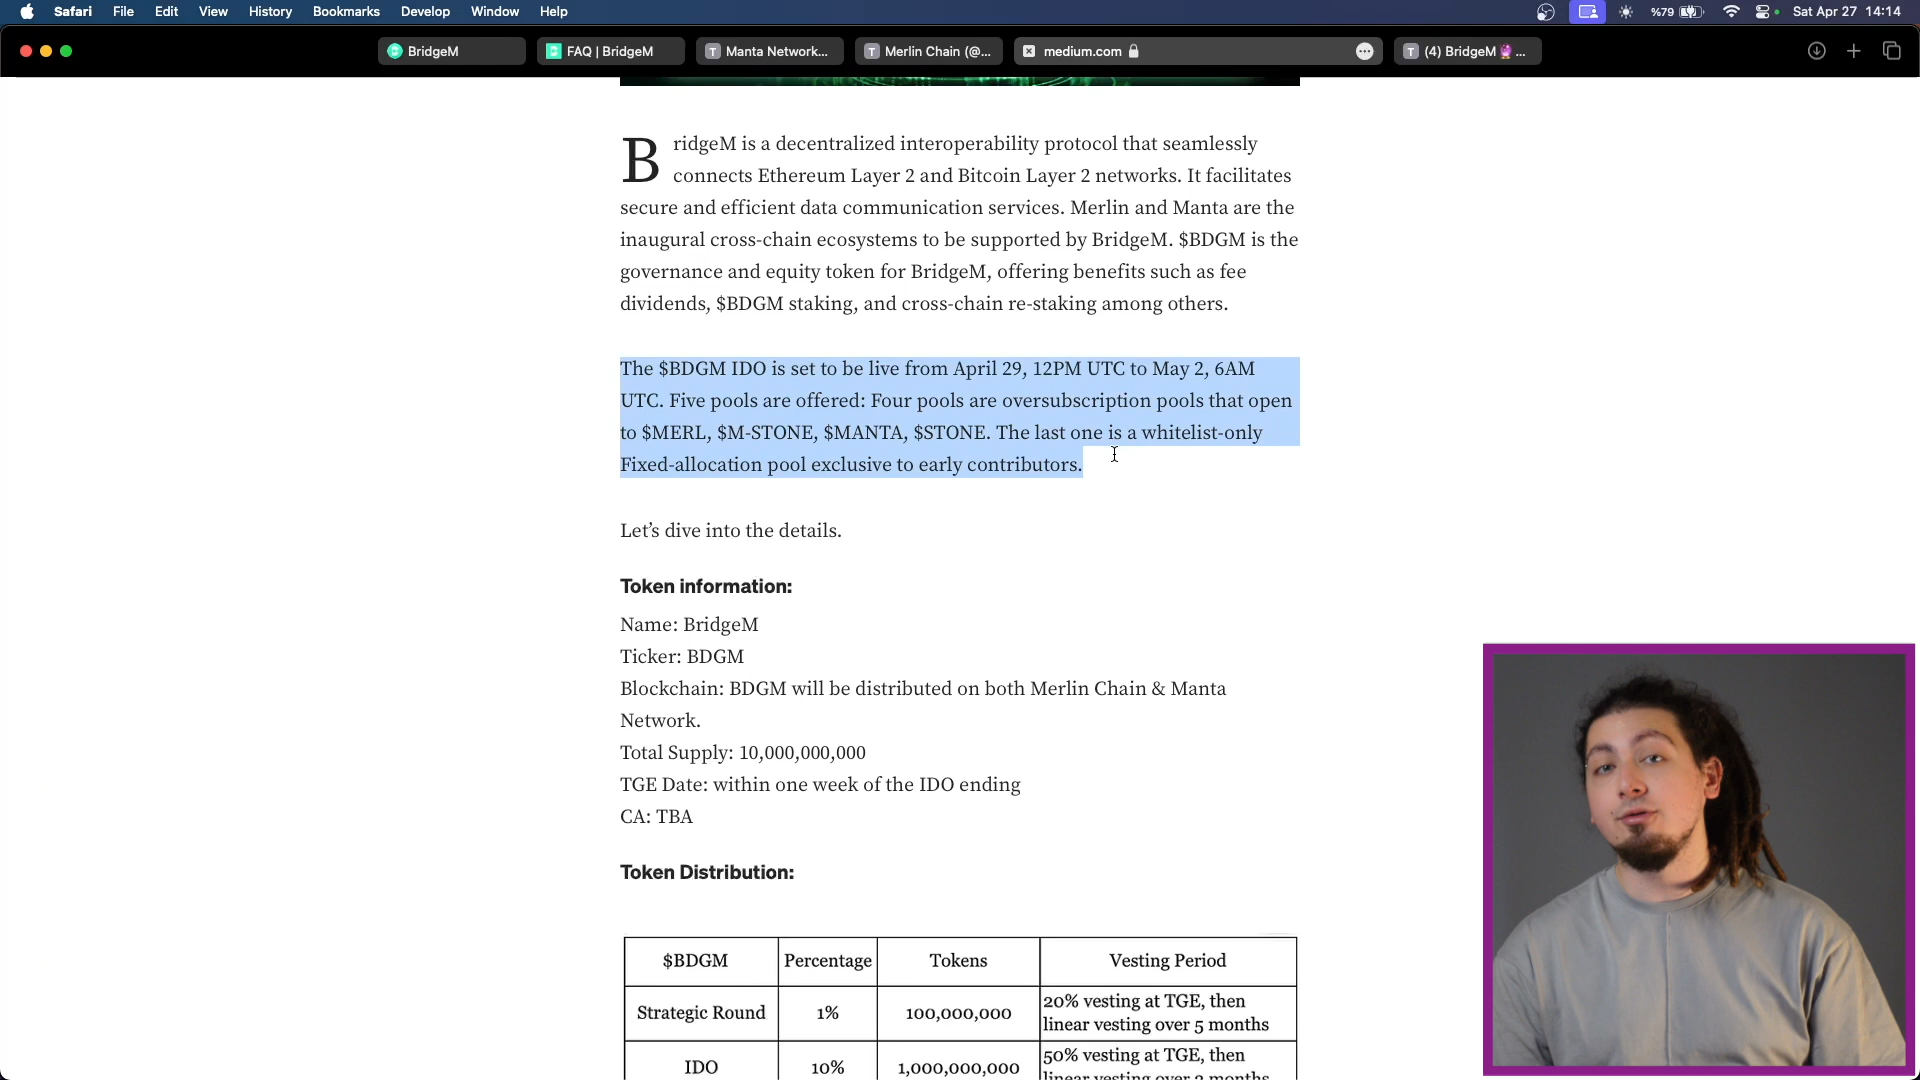 Safari File Edit View History Bookmarks Develop Window Help %79 Sat Apr 27 14:14
BridgeM FAQ | BridgeM Manta Network... Merlin Chain (@... medium.com (4) BridgeM 🔮 ...
BridgeM is a decentralized interoperability protocol that seamlessly
connects Ethereum Layer 2 and Bitcoin Layer 2 networks. It facilitates
secure and efficient data communication services. Merlin and Manta are the
inaugural cross-chain ecosystems to be supported by BridgeM. $BDGM is the
governance and equity token for BridgeM, offering benefits such as fee
dividends, $BDGM staking, and cross-chain re-staking among others.
The $BDGM IDO is set to be live from April 29, 12PM UTC to May 2, 6AM
UTC. Five pools are offered: Four pools are oversubscription pools that open
to $MERL, $M-STONE, $MANTA, $STONE. The last one is a whitelist-only
Fixed-allocation pool exclusive to early contributors.
Let’s dive into the details.
Token information:
Name: BridgeM
Ticker: BDGM
Blockchain: BDGM will be distributed on both Merlin Chain & Manta
Network.
Total Supply: 10,000,000,000
TGE Date: within one week of the IDO ending
CA: TBA
Token Distribution:
$BDGM Percentage Tokens Vesting Period
Strategic Round 1% 100,000,000 20% vesting at TGE, then
linear vesting over 5 months
IDO 10% 1,000,000,000 50% vesting at TGE, then
linear vesting over